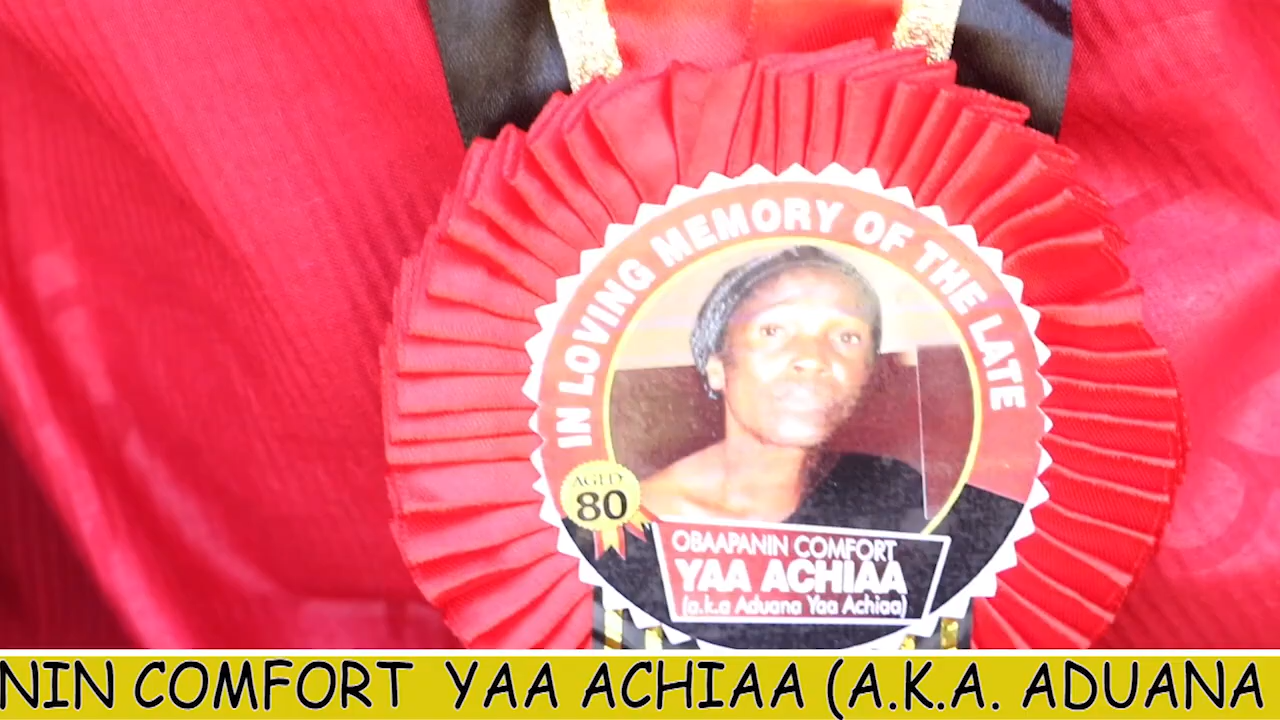 IN LOVING MEMORY OF THE LATE
AGED
80
OBAAPANIN COMFORT
YAA ACHIAA
(a.k.a Aduana Yaa Achiaa)
NIN COMFORT YAA ACHIAA (A.K.A. ADUANA